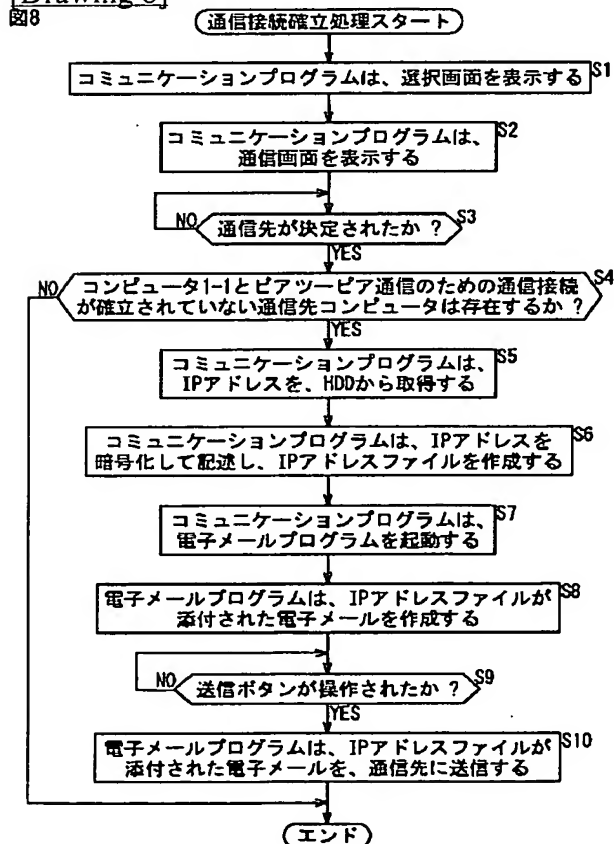 [Drawing 8]
図8
通信接続確立処理スタート
コミュニケーションプログラムは、選択画面を表示する
S1
コミュニケーションプログラムは、
通信画面を表示する
S2
通信先が決定されたか ?
S3
NO
YES
コンピュータ1-1とピアツーピア通信のための通信接続
が確立されていない通信先コンピュータは存在するか ?
S4
NO
YES
コミュニケーションプログラムは、
IPアドレスを、HDDから取得する
S5
コミュニケーションプログラムは、IPアドレスを
暗号化して記述し、IPアドレスファイルを作成する
S6
コミュニケーションプログラムは、
電子メールプログラムを起動する
S7
電子メールプログラムは、IPアドレスファイルが
添付された電子メールを作成する
S8
送信ボタンが操作されたか ?
S9
NO
YES
電子メールプログラムは、IPアドレスファイルが
添付された電子メールを、通信先に送信する
S10
エンド